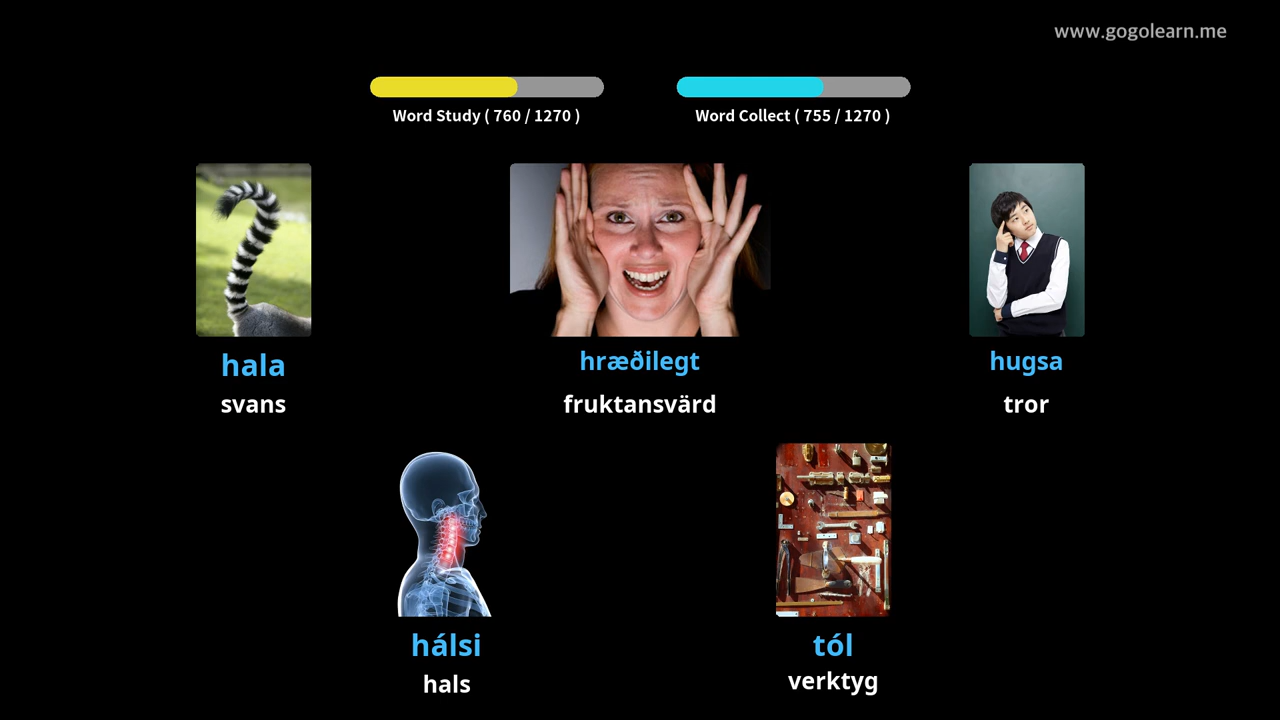 www.gogolearn.me
Word Study ( 760 / 1270 )
Word Collect ( 755 / 1270 )
hala
svans
hræðilegt
fruktansvärd
hugsa
tror
hálsi
hals
tól
verktyg